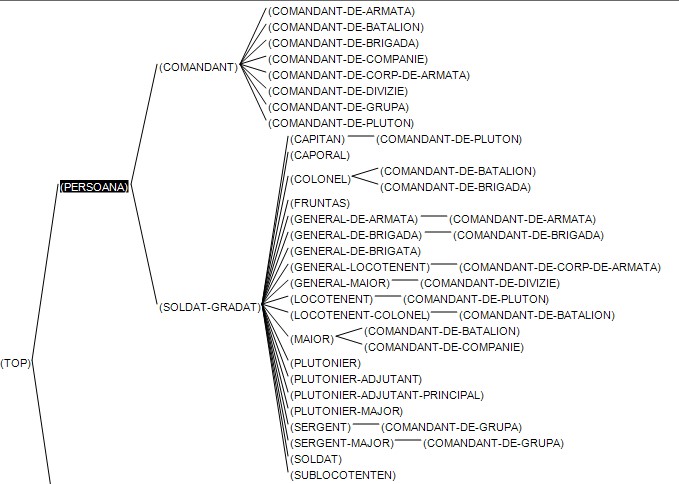 (COMANDANT-DE-ARMATA)
(COMANDANT-DE-BATALION)
(COMANDANT-DE-BRIGADA)
(COMANDANT-DE-COMPANIE)
(COMANDANT)
(COMANDANT-DE-CORP-DE-ARMATA)
(COMANDANT-DE-DIVIZIE)
(COMANDANT-DE-GRUPA)
(COMANDANT-DE-PLUTON)
(CAPITAN) (COMANDANT-DE-PLUTON)
(CAPORAL)
(COMANDANT-DE-BATALION)
(COLONEL)
(COMANDANT-DE-BRIGADA)
(PERSOANA)
(FRUNTAS)
(GENERAL-DE-ARMATA) (COMANDANT-DE-ARMATA)
(GENERAL-DE-BRIGADA) (COMANDANT-DE-BRIGADA)
(GENERAL-DE-BRIGATA)
(GENERAL-LOCOTENENT) (COMANDANT-DE-CORP-DE-ARMATA)
(GENERAL-MAIOR) (COMANDANT-DE-DIVIZIE)
(LOCOTENENT) (COMANDANT-DE-PLUTON)
(SOLDAT-GRADAT)
(LOCOTENENT-COLONEL) (COMANDANT-DE-BATALION)
(COMANDANT-DE-BATALION)
(MAIOR)
(COMANDANT-DE-COMPANIE)
(TOP)
(PLUTONIER)
(PLUTONIER-ADJUTANT)
(PLUTONIER-ADJUTANT-PRINCIPAL)
(PLUTONIER-MAJOR)
(SERGENT) (COMANDANT-DE-GRUPA)
(SERGENT-MAJOR) (COMANDANT-DE-GRUPA)
(SOLDAT)
(SUBLOCOTENTEN)